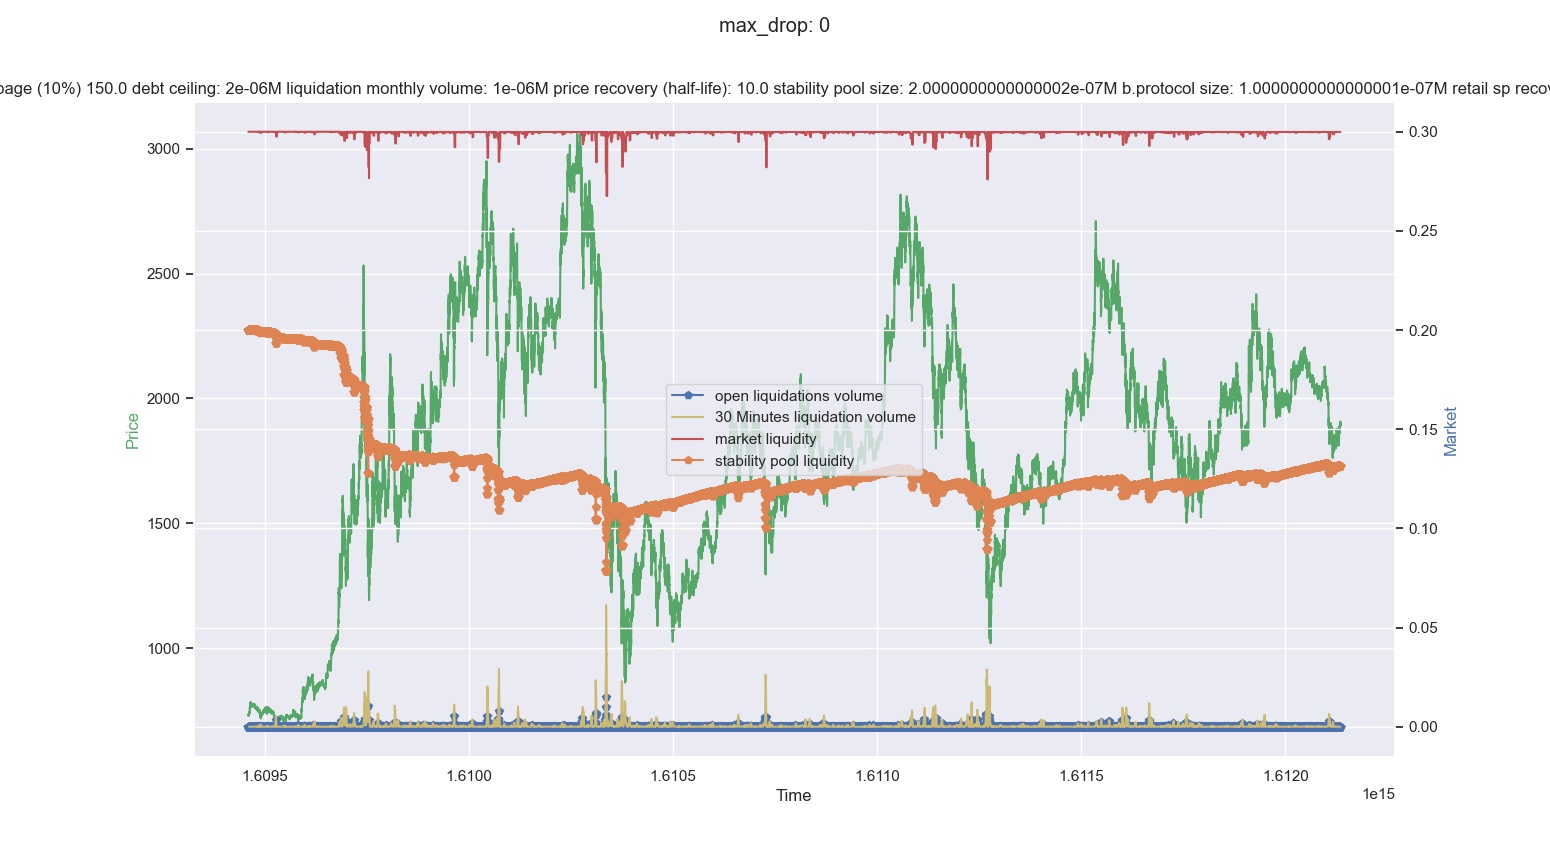 max_drop: 0
page (10%) 150.0 debt ceiling: 2e-06M liquidation monthly volume: 1e-06M price recovery (half-life): 10.0 stability pool size: 2.0000000000000002e-07M b.protocol size: 1.0000000000000001e-07M retail sp
3000
2500
2000
1500
1000
Price
open liquidations volume
30 Minutes liquidation volume
market liquidity
stability pool liquidity
0.30
0.25
0.20
0.15
0.10
0.05
0.00
Market
1.6095 1.6100 1.6105 1.6110 1.6115 1.6120
1e15
Time